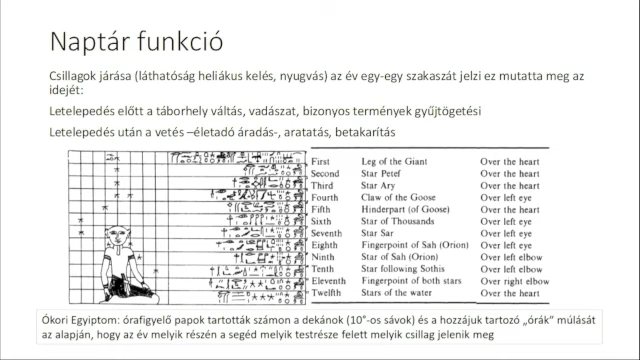 Naptár funkció
Csillagok járása (láthatóság heliákus kelés, nyugvás) az év egy-egy szakaszát jelzi ez mutatta meg az
idejét:
Letelepedés előtt a táborhely váltás, vadászat, bizonyos termények gyűjtögetési
Letelepedés után a vetés –életadó áradás-, aratatás, betakarítás
First Leg of the Giant Over the heart
Second Star Petef Over the heart
Third Star Ary Over the heart
Fourth Claw of the Goose Over left eye
Fifth Hinderpart (of Goose) Over the heart
Sixth Star of Thousands Over left eye
Seventh Star Sar Over left eye
Eighth Fingerpoint of Sah (Orion) Over left eye
Ninth Star of Sah (Orion) Over left elbow
Tenth Star following Sothis Over left elbow
Eleventh Fingerpoint of both stars Over right elbow
Twelfth Stars of the water Over the heart
Ókori Egyiptom: órafigyelő papok tartották számon a dekánok (10°-os sávok) és a hozzájuk tartozó „órák” múlását
az alapján, hogy az év melyik részén a segéd melyik testrésze felett melyik csillag jelenik meg